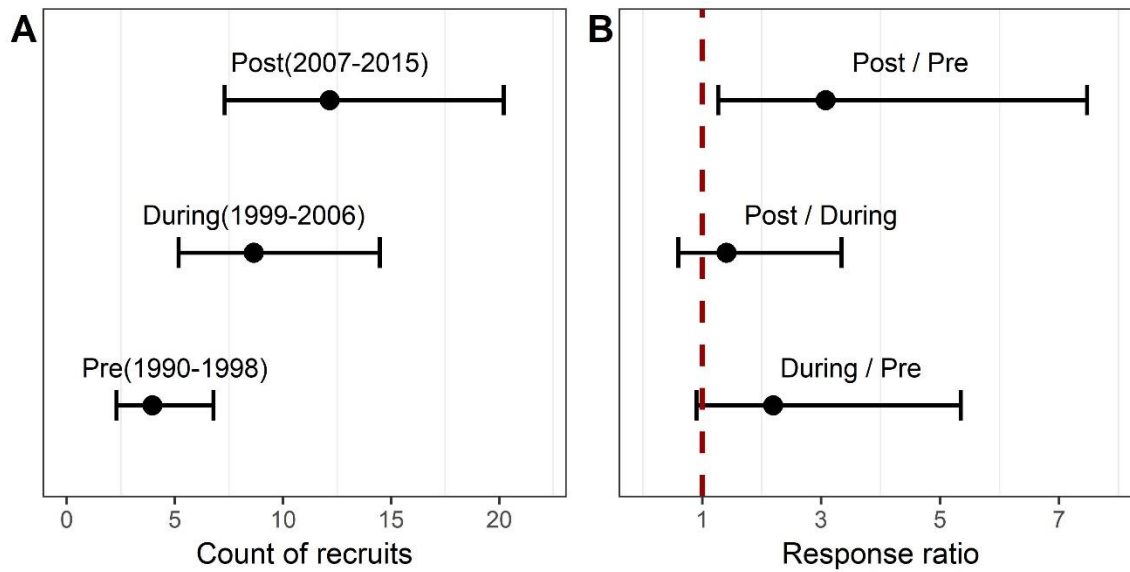 A
Post(2007-2015)
During(1999-2006)
Pre(1990-1998)
0 5 10 15 20
Count of recruits
B
Post / Pre
Post / During
During / Pre
1 3 5 7
Response ratio